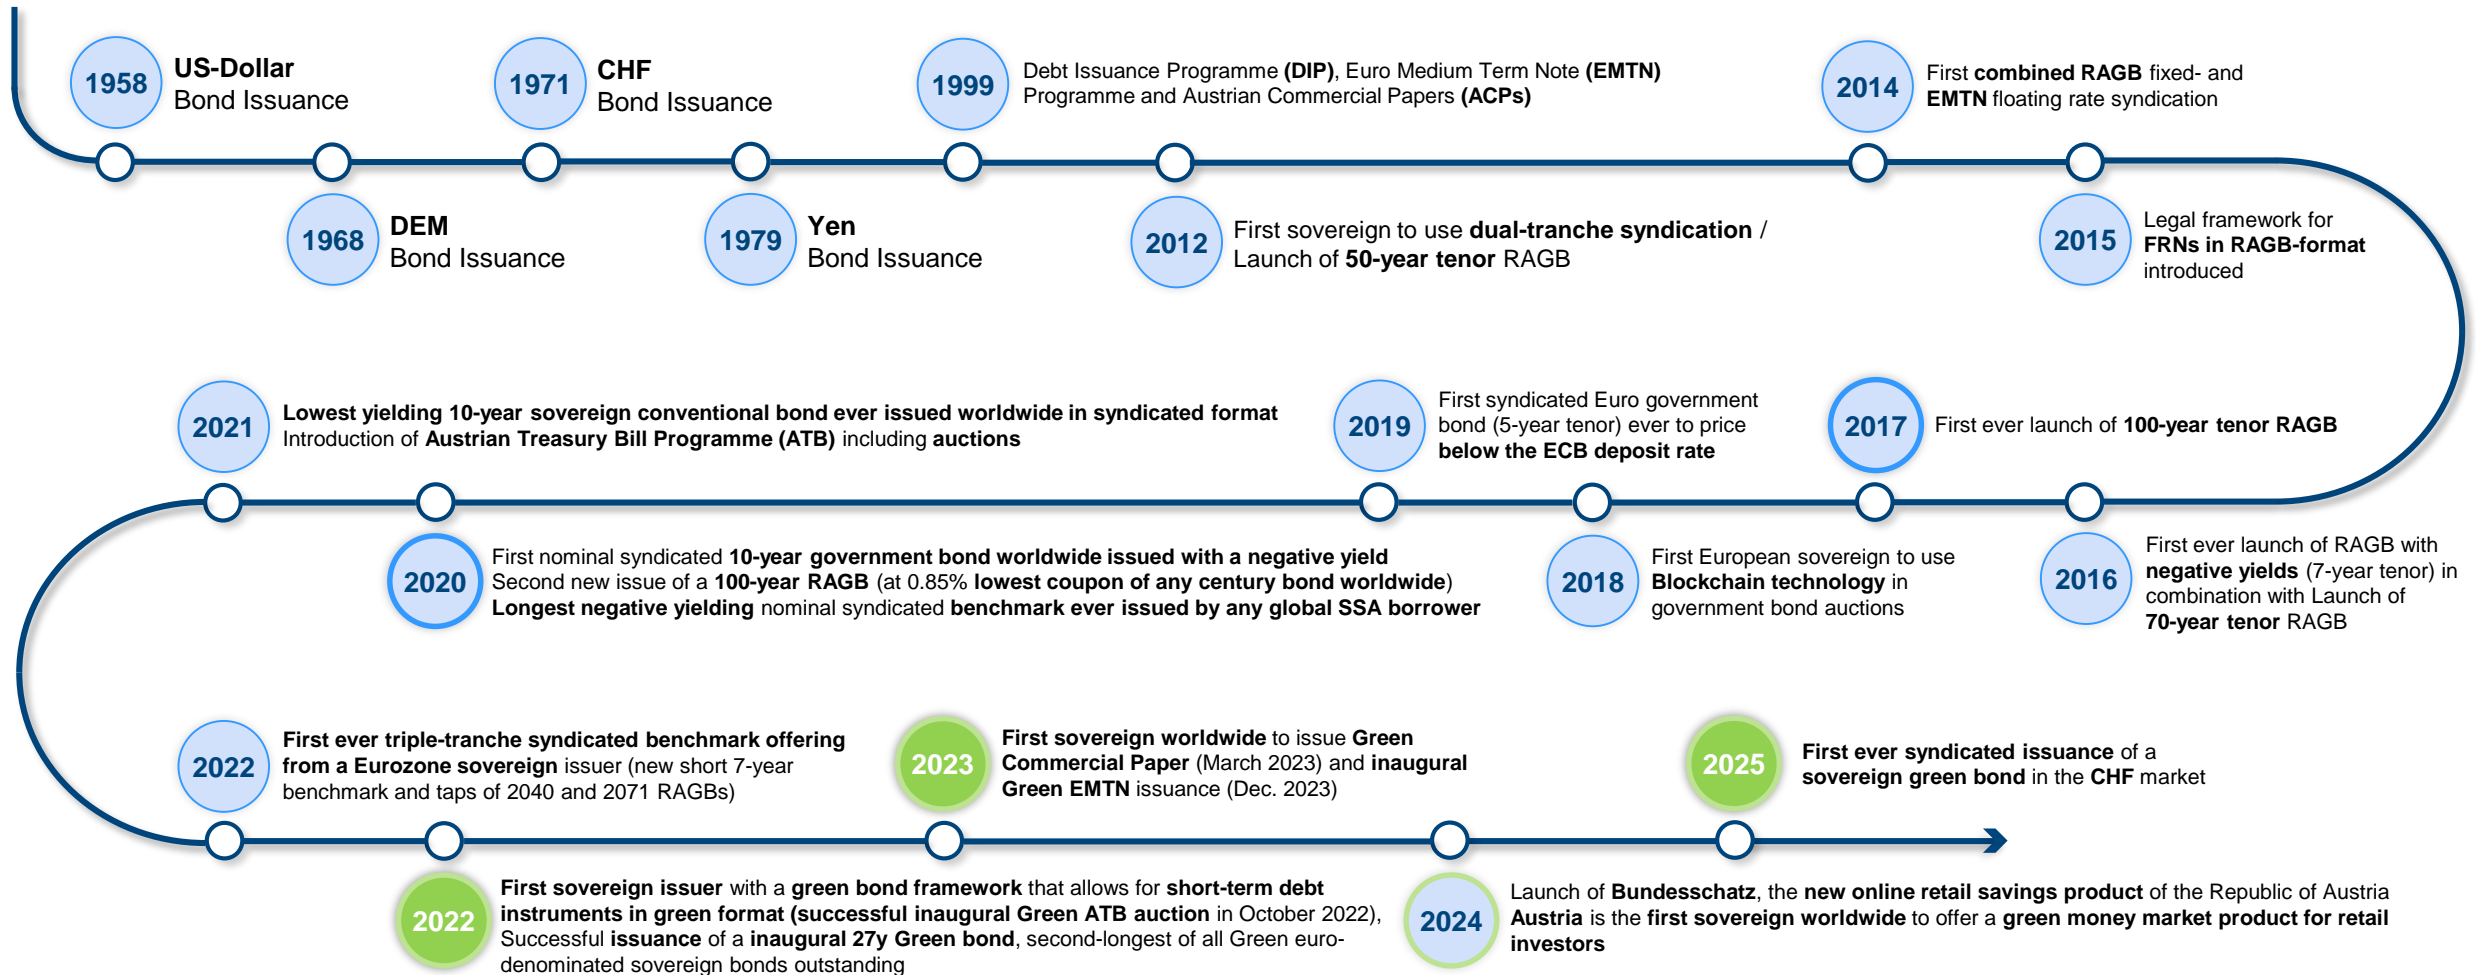 1958
US-Dollar
Bond Issuance
1968
DEM
Bond Issuance
1971
CHF
Bond Issuance
1979
Yen
Bond Issuance
1999
Debt Issuance Programme (DIP), Euro Medium Term Note (EMTN)
Programme and Austrian Commercial Papers (ACPs)
2012
First sovereign to use dual-tranche syndication /
Launch of 50-year tenor RAGB
2014
First combined RAGB fixed- and
EMTN floating rate syndication
2015
Legal framework for
FRNs in RAGB-format
introduced
2016
First ever launch of RAGB with
negative yields (7-year tenor) in
combination with Launch of
70-year tenor RAGB
2017
First ever launch of 100-year tenor RAGB
2018
First European sovereign to use
Blockchain technology in
government bond auctions
2019
First syndicated Euro government
bond (5-year tenor) ever to price
below the ECB deposit rate
2020
First nominal syndicated 10-year government bond worldwide issued with a negative yield
Second new issue of a 100-year RAGB (at 0.85% lowest coupon of any century bond worldwide)
Longest negative yielding nominal syndicated benchmark ever issued by any global SSA borrower
2021
Lowest yielding 10-year sovereign conventional bond ever issued worldwide in syndicated format
Introduction of Austrian Treasury Bill Programme (ATB) including auctions
2022
First ever triple-tranche syndicated benchmark offering
from a Eurozone sovereign issuer (new short 7-year
benchmark and taps of 2040 and 2071 RAGBs)
2022
First sovereign issuer with a green bond framework that allows for short-term debt
instruments in green format (successful inaugural Green ATB auction in October 2022),
Successful issuance of a inaugural 27y Green bond, second-longest of all Green euro-
denominated sovereign bonds outstanding
2023
First sovereign worldwide to issue Green
Commercial Paper (March 2023) and inaugural
Green EMTN issuance (Dec. 2023)
2024
Launch of Bundesschatz, the new online retail savings product of the Republic of Austria
Austria is the first sovereign worldwide to offer a green money market product for retail
investors
2025
First ever syndicated issuance of a
sovereign green bond in the CHF market